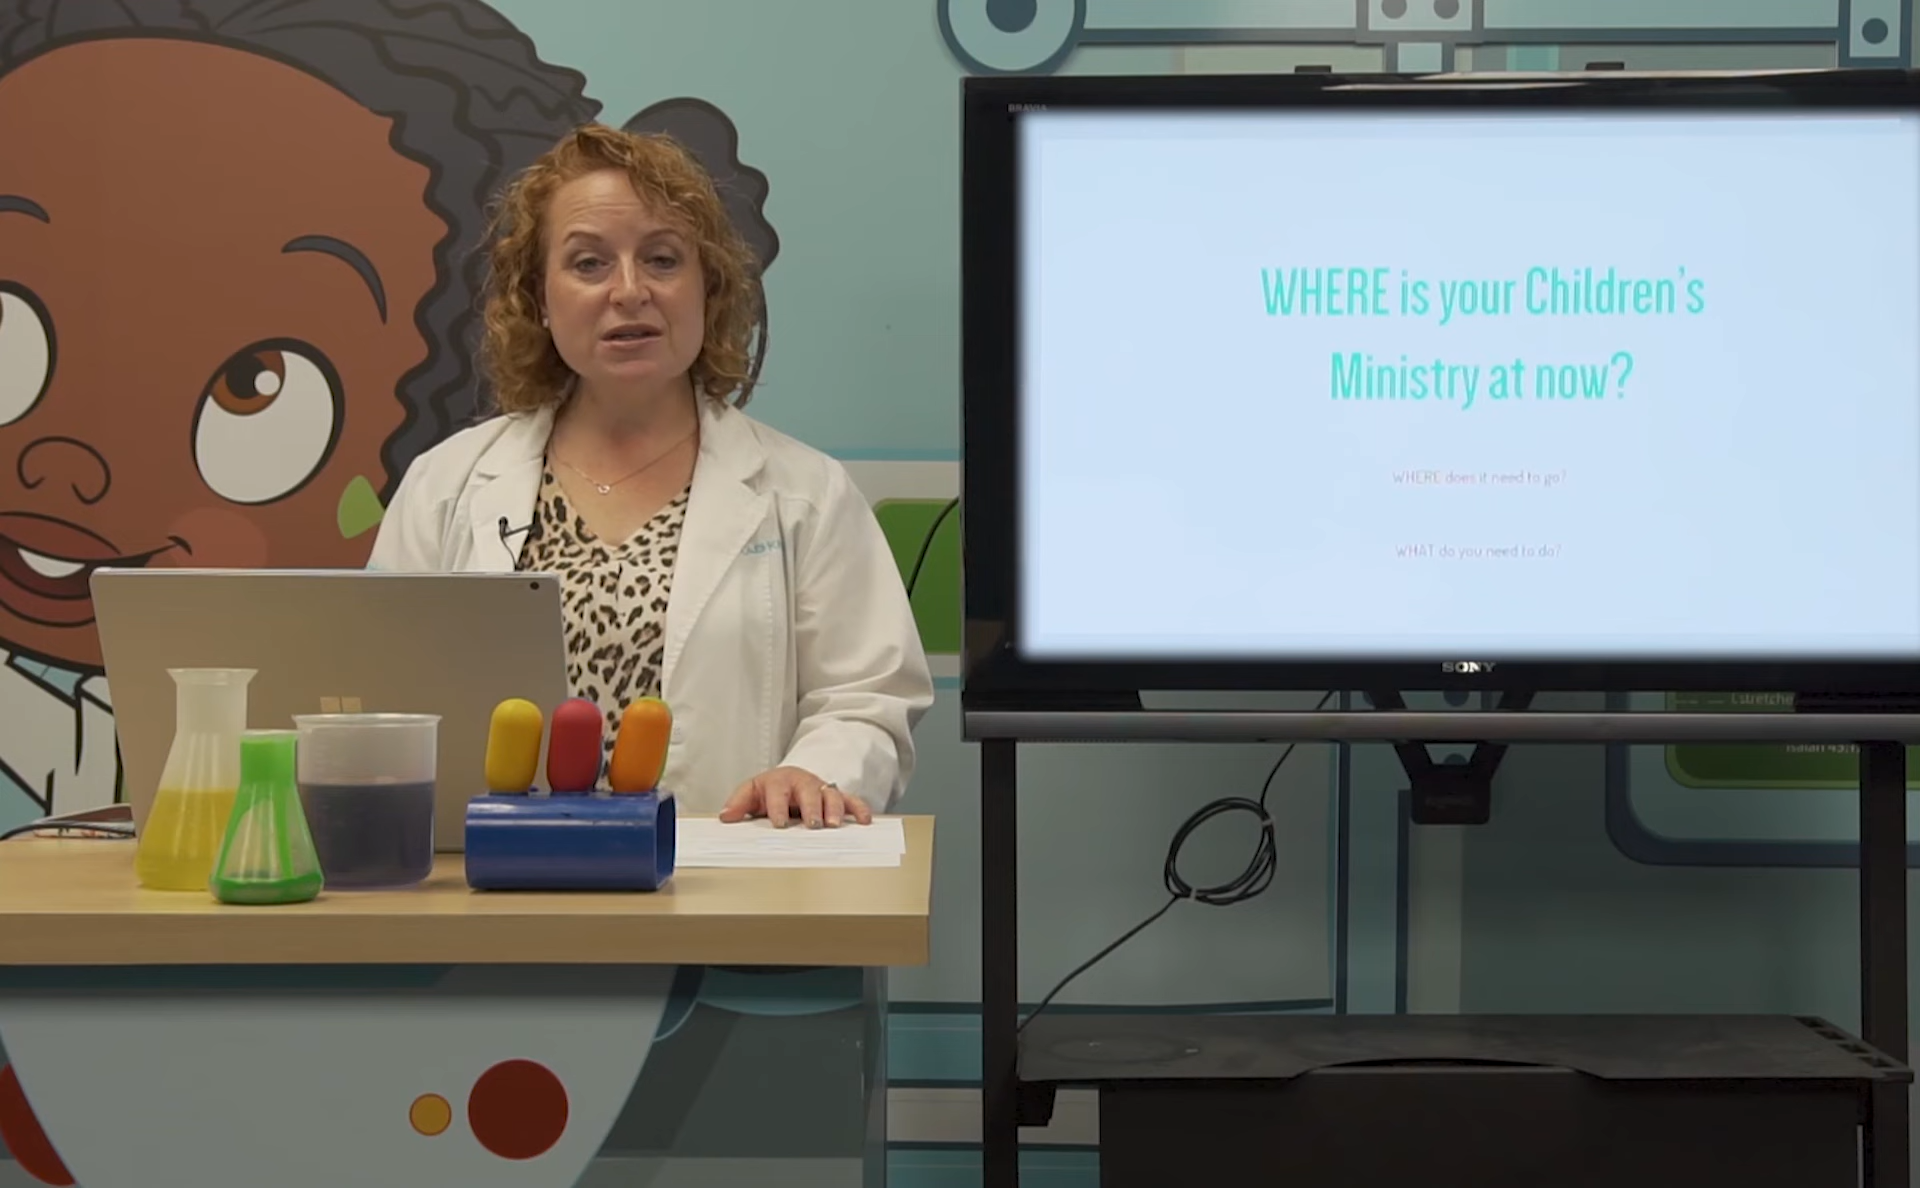 BRAVIA
WHERE is your Children's
Ministry at now?
WHERE does it need to go?
WHAT do you need to do?
SONY